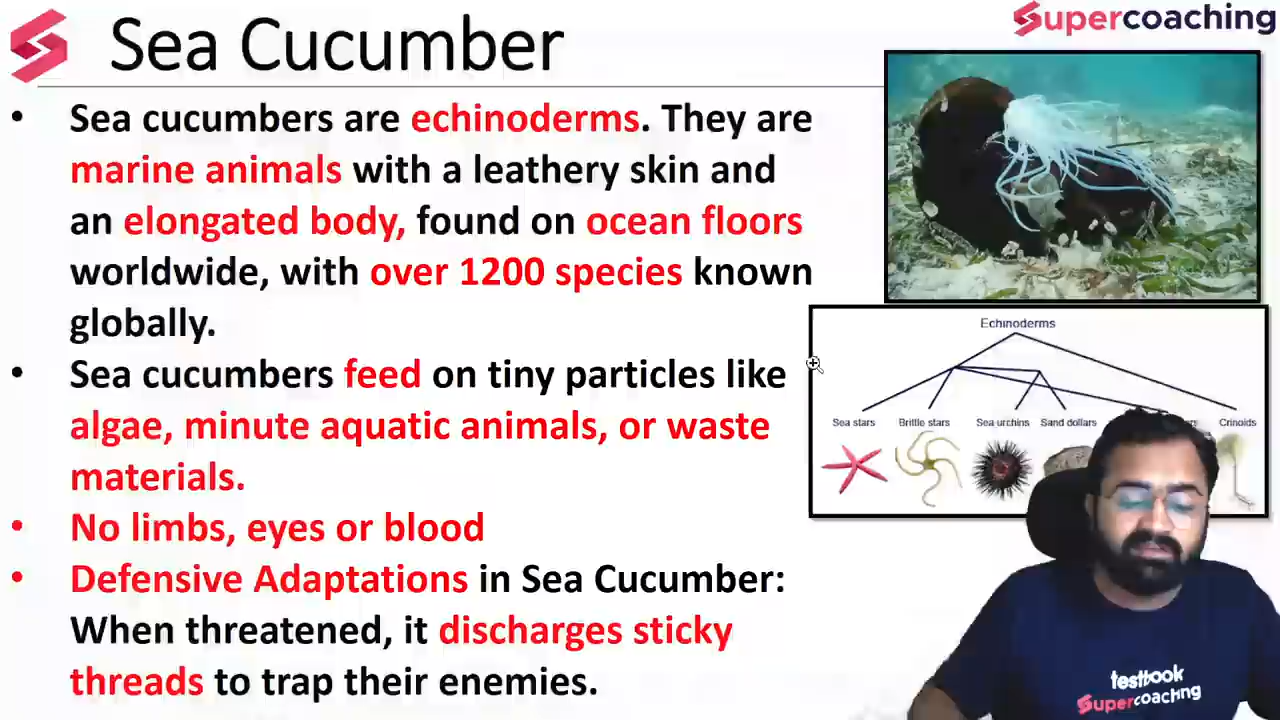 Sea Cucumber
Supercoaching
• Sea cucumbers are echinoderms. They are
marine animals with a leathery skin and
an elongated body, found on ocean floors
worldwide, with over 1200 species known
globally.
• Sea cucumbers feed on tiny particles like
algae, minute aquatic animals, or waste
materials.
• No limbs, eyes or blood
• Defensive Adaptations in Sea Cucumber:
When threatened, it discharges sticky
threads to trap their enemies.
Echinoderms
Sea stars Brittle stars Sea urchins Sand dollars Crinoids
testbook
Supercoaching